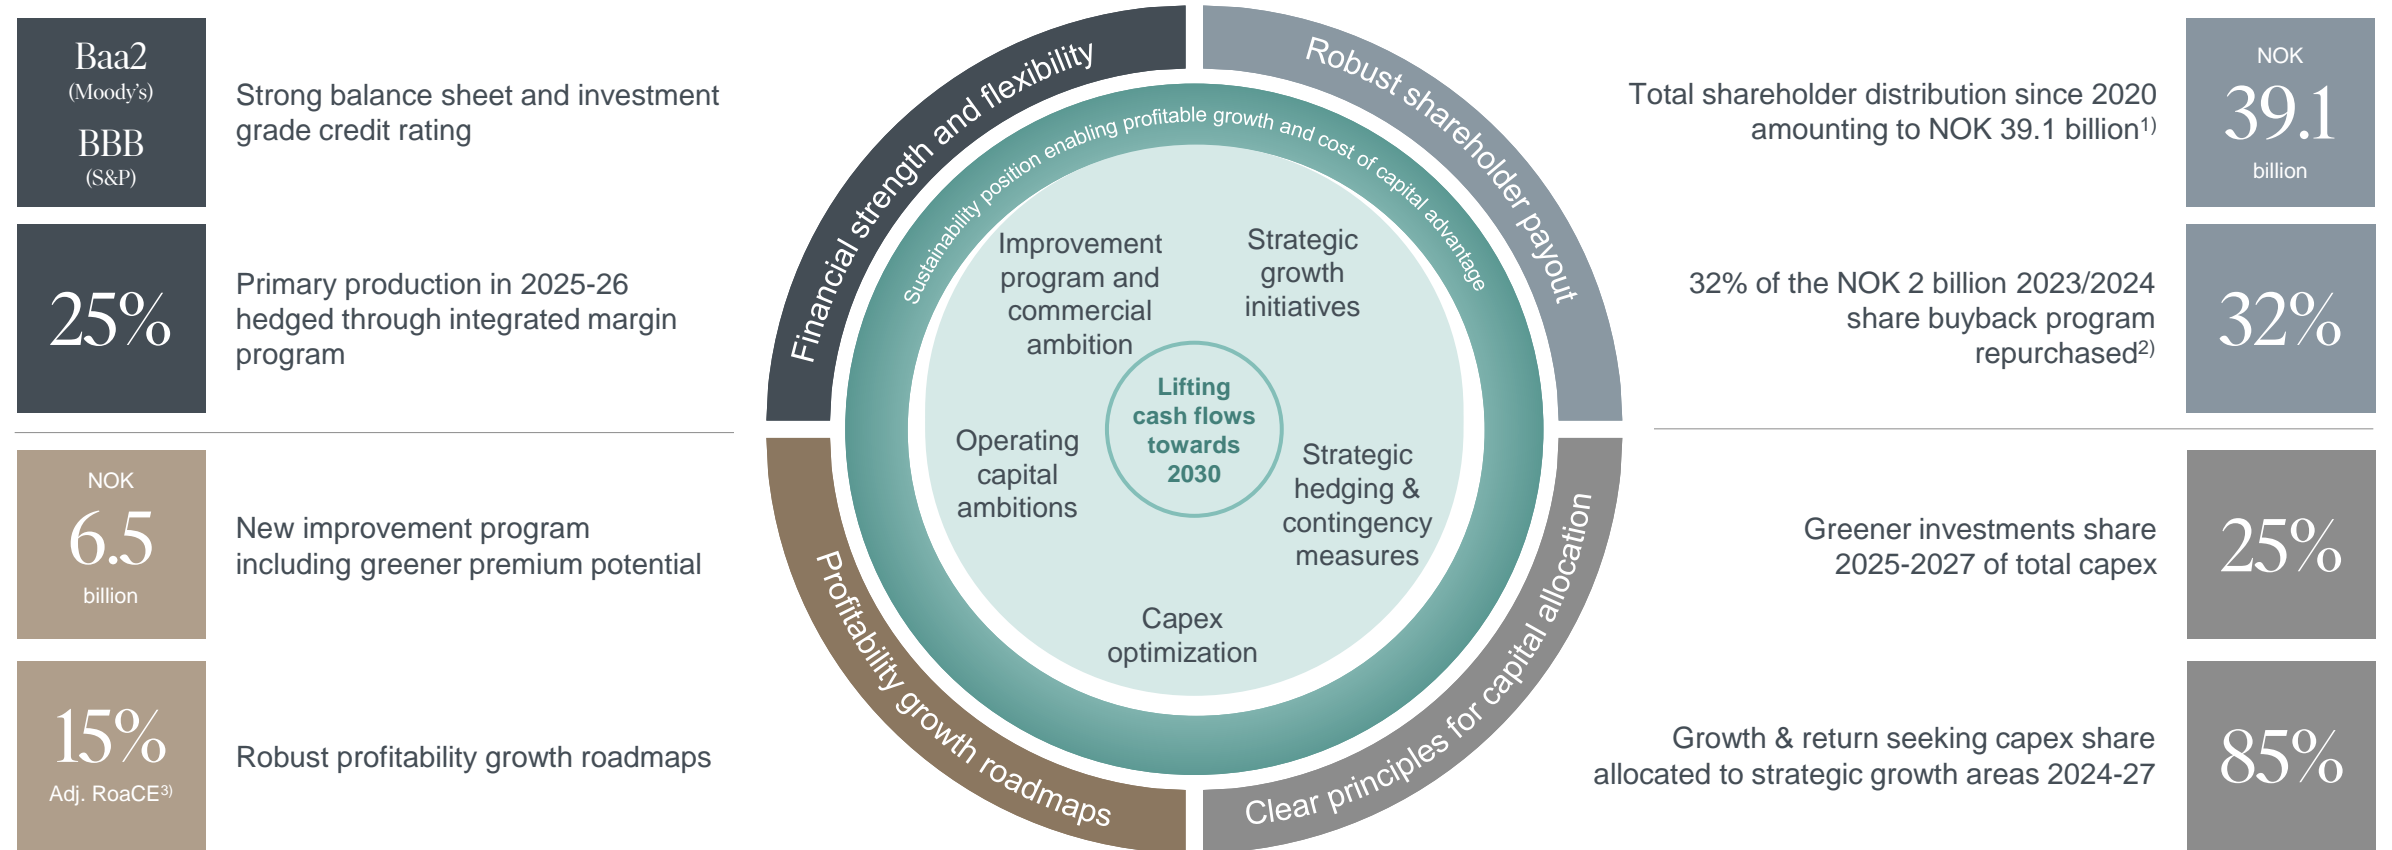 Baa2
(Moody's)
BBB
(S&P)
Strong balance sheet and investment
grade credit rating
25%
Primary production in 2025-26
hedged through integrated margin
program
NOK
6.5
billion
New improvement program
including greener premium potential
15%
Adj. RoaCE3)
Robust profitability growth roadmaps
Financial strength and flexibility
Robust shareholder payout
Sustainability position enabling profitable growth and cost of capital advantage
Improvement
program and
commercial
ambition
Strategic
growth
initiatives
Lifting
cash flows
towards
2030
Operating
capital
ambitions
Strategic
hedging &
contingency
measures
Capex
optimization
Profitability growth roadmaps
Clear principles for capital allocation
Total shareholder distribution since 2020
amounting to NOK 39.1 billion1)
NOK
39.1
billion
32% of the NOK 2 billion 2023/2024
share buyback program
repurchased2)
32%
Greener investments share
2025-2027 of total capex
25%
Growth & return seeking capex share
allocated to strategic growth areas 2024-27
85%